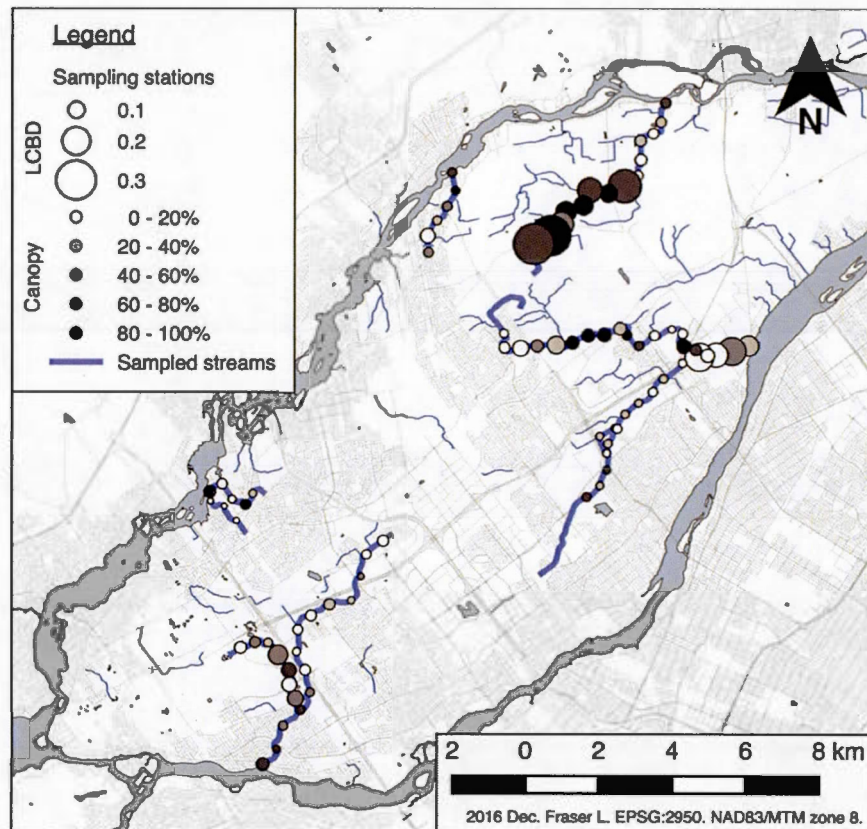 Legend
Sampling stations
LCBD
0.1
0.2
0.3
Canopy
0 - 20%
20 - 40%
40 - 60%
60 - 80%
80 - 100%
Sampled streams
N
2 0 2 4 6 8 km
2016 Dec. Fraser L. EPSG:2950. NAD83/MTM zone 8.